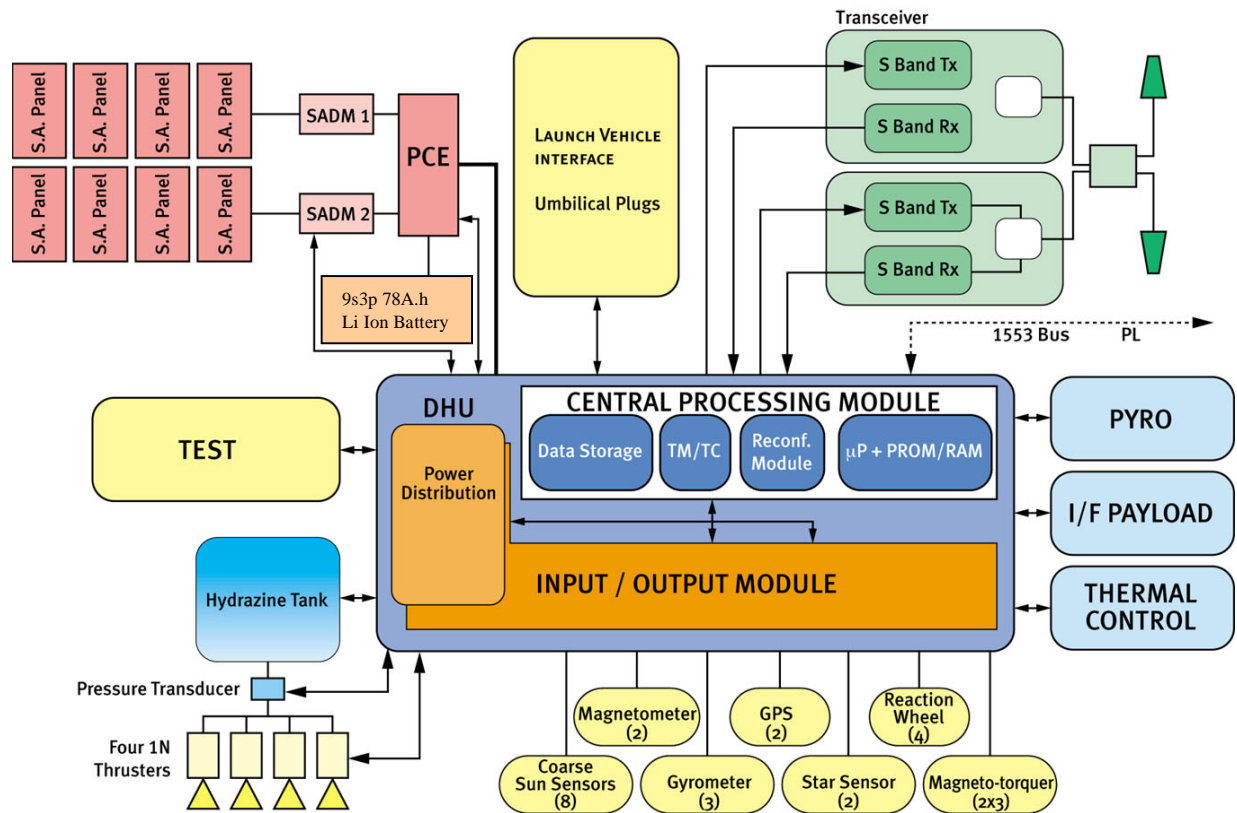 Transceiver
S.A. Panel
S.A. Panel
S.A. Panel
S.A. Panel
SADM 1
PCE
LAUNCH VEHICLE
INTERFACE
Umbilical Plugs
S Band Tx
S Band Rx
S.A. Panel
S.A. Panel
S.A. Panel
S.A. Panel
SADM 2
S Band Tx
S Band Rx
9s3p 78A.h
Li Ion Battery
1553 Bus PL
TEST
DHU
CENTRAL PROCESSING MODULE
Data Storage
TM/TC
Reconf.
Module
µP + PROM/RAM
Power
Distribution
INPUT / OUTPUT MODULE
PYRO
I/F PAYLOAD
THERMAL
CONTROL
Hydrazine Tank
Pressure Transducer
Four 1N
Thrusters
Magnetometer
(2)
GPS
(2)
Reaction
Wheel
(4)
Coarse
Sun Sensors
(8)
Gyrometer
(3)
Star Sensor
(2)
Magneto-torquer
(2x3)